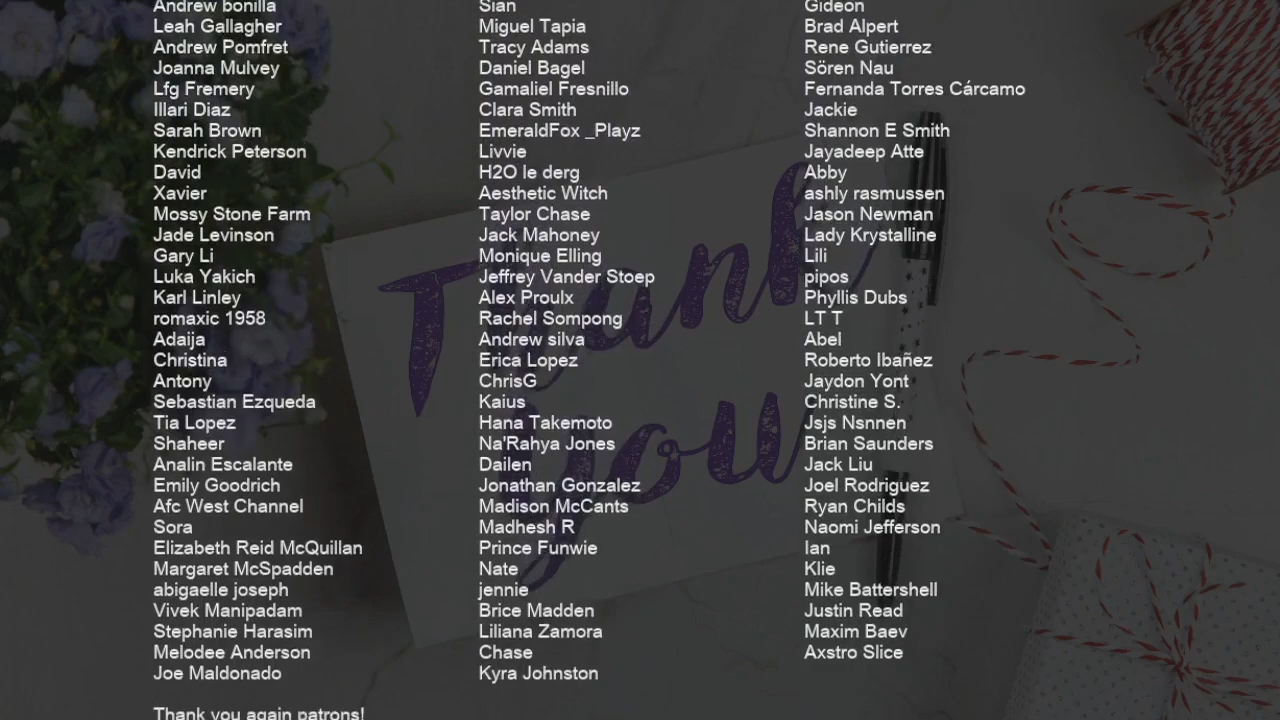 Andrew bonilla
Leah Gallagher
Andrew Pomfret
Joanna Mulvey
Lfg Fremery
Illari Diaz
Sarah Brown
Kendrick Peterson
David
Xavier
Mossy Stone Farm
Jade Levinson
Gary Li
Luka Yakich
Karl Linley
romaxic 1958
Adaija
Christina
Antony
Sebastian Ezqueda
Tia Lopez
Shaheer
Analin Escalante
Emily Goodrich
Afc West Channel
Sora
Elizabeth Reid McQuillan
Margaret McSpadden
abigaelle joseph
Vivek Manipadam
Stephanie Harasim
Melodee Anderson
Joe Maldonado
Sian
Miguel Tapia
Tracy Adams
Daniel Bagel
Gamaliel Fresnillo
Clara Smith
EmeraldFox _Playz
Livvie
H2O le derg
Aesthetic Witch
Taylor Chase
Jack Mahoney
Monique Elling
Jeffrey Vander Stoep
Alex Proulx
Rachel Sompong
Andrew silva
Erica Lopez
ChrisG
Kaius
Hana Takemoto
Na'Rahya Jones
Dailen
Jonathan Gonzalez
Madison McCants
Madhesh R
Prince Funwie
Nate
jennie
Brice Madden
Liliana Zamora
Chase
Kyra Johnston
Gideon
Brad Alpert
Rene Gutierrez
Sören Nau
Fernanda Torres Cárcamo
Jackie
Shannon E Smith
Jayadeep Atte
Abby
ashly rasmussen
Jason Newman
Lady Krystalline
Lili
pipos
Phyllis Dubs
LT T
Abel
Roberto Ibañez
Jaydon Yont
Christine S.
Jsjs Nsnnen
Brian Saunders
Jack Liu
Joel Rodriguez
Ryan Childs
Naomi Jefferson
Ian
Klie
Mike Battershell
Justin Read
Maxim Baev
Axstro Slice
Thank you again patrons!
Thank
you